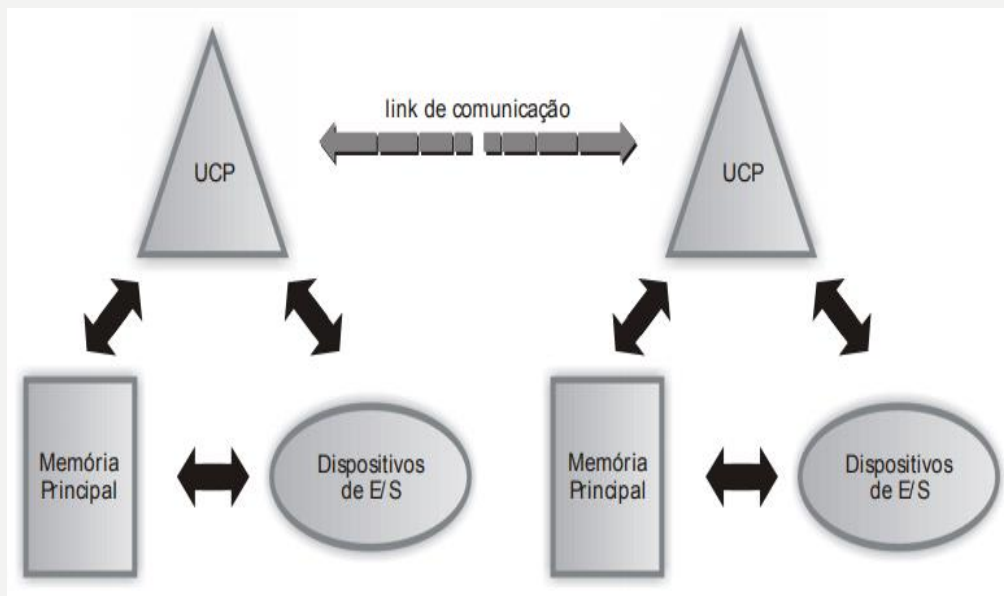 link de comunicação
UCP
UCP
Memória
Principal
Dispositivos
de E/S
Memória
Principal
Dispositivos
de E/S